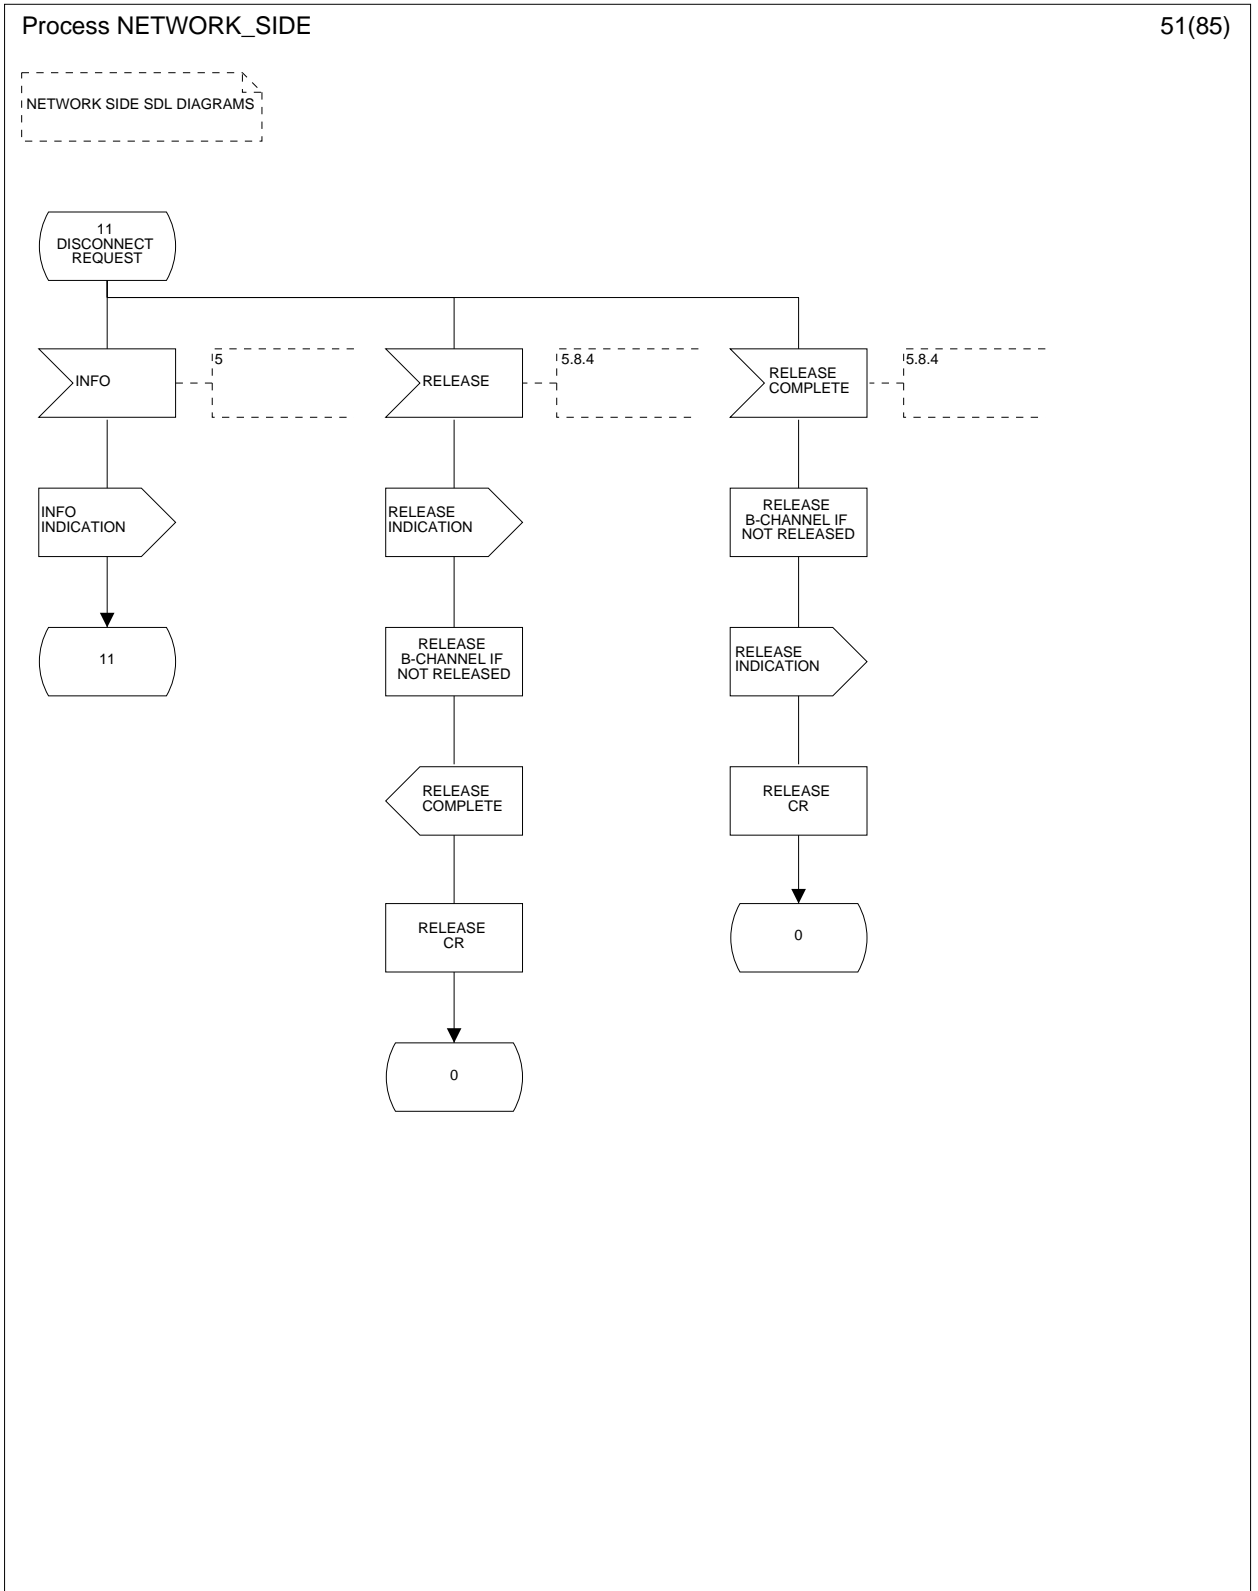 Process NETWORK_SIDE
51(85)
NETWORK SIDE SDL DIAGRAMS
11
DISCONNECT
REQUEST
INFO
5
RELEASE
5.8.4
RELEASE
COMPLETE
5.8.4
INFO
INDICATION
RELEASE
INDICATION
RELEASE
B-CHANNEL IF
NOT RELEASED
11
RELEASE
B-CHANNEL IF
NOT RELEASED
RELEASE
INDICATION
RELEASE
COMPLETE
RELEASE
CR
RELEASE
CR
0
0